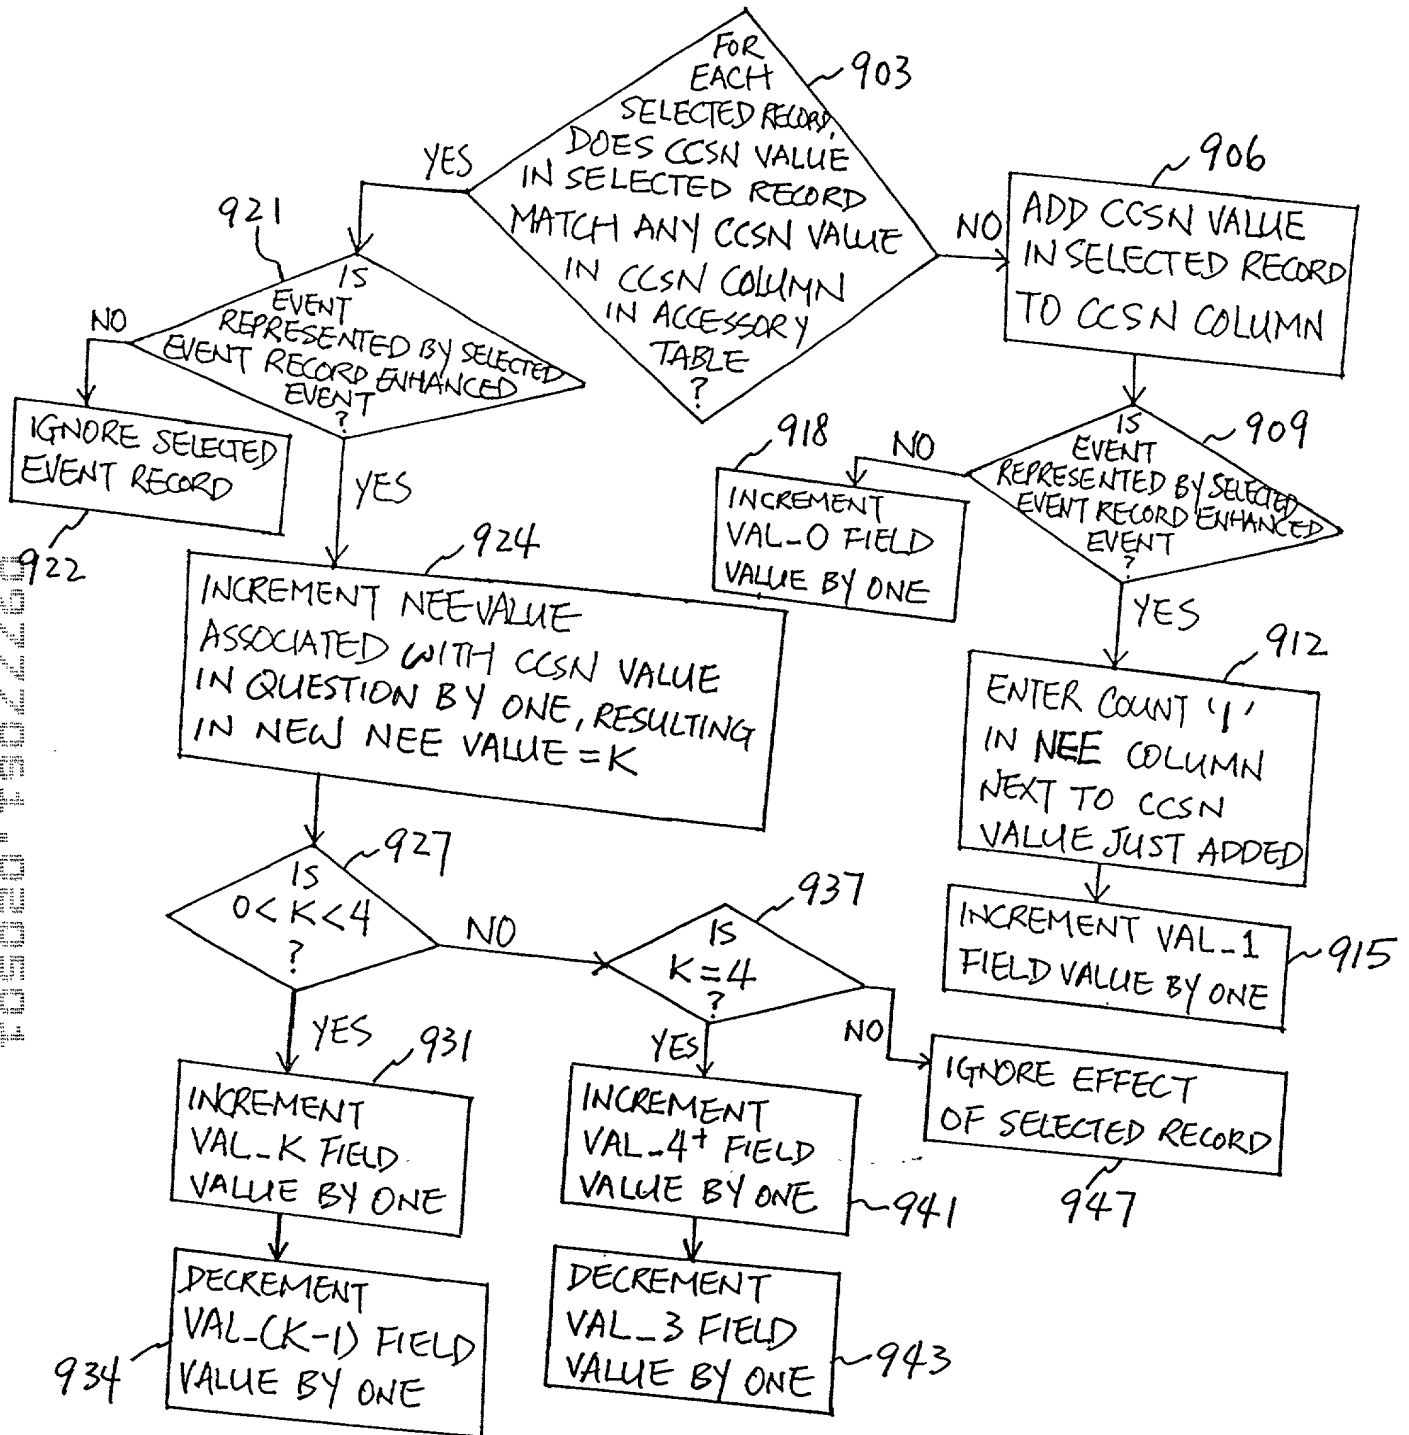 FOR
EACH
SELECTED RECORD,
DOES CCSN VALUE
IN SELECTED RECORD
MATCH ANY CCSN VALUE
IN CCSN COLUMN
IN ACCESSORY
TABLE
?
903
YES
NO
906
ADD CCSN VALUE
IN SELECTED RECORD
TO CCSN COLUMN
921
IS
EVENT
REPRESENTED BY SELECTED
EVENT RECORD ENHANCED
EVENT
?
NO
YES
IGNORE SELECTED
EVENT RECORD
922
909
IS
EVENT
REPRESENTED BY SELECTED
EVENT RECORD ENHANCED
EVENT
?
NO
YES
918
INCREMENT
VAL_0 FIELD
VALUE BY ONE
924
INCREMENT NEE VALUE
ASSOCIATED WITH CCSN VALUE
IN QUESTION BY ONE, RESULTING
IN NEW NEE VALUE = K
912
ENTER COUNT '1'
IN NEE COLUMN
NEXT TO CCSN
VALUE JUST ADDED
INCREMENT VAL_1
FIELD VALUE BY ONE
915
927
IS
0 < K < 4
?
NO
YES
937
IS
K = 4
?
YES
NO
931
INCREMENT
VAL_K FIELD
VALUE BY ONE
INCREMENT
VAL_4+ FIELD
VALUE BY ONE
941
IGNORE EFFECT
OF SELECTED RECORD
947
DECREMENT
VAL_(K-1) FIELD
VALUE BY ONE
934
DECREMENT
VAL_3 FIELD
VALUE BY ONE
943